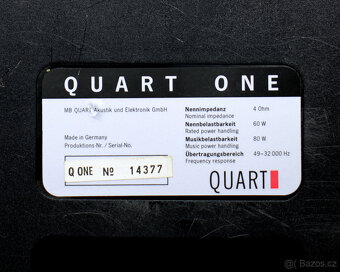 QUART ONE
MB QUART Akustik und Elektronik GmbH
Made in Germany
Produktions-Nr. / Serial-No.
Q ONE № 14377
Nennimpedanz 4 Ohm
Nominal impedance
Nennbelastbarkeit 60 W
Rated power handling
Musikbelastbarkeit 80 W
Music power handling
Übertragungsbereich 49-32 000 Hz
Frequency response
QUART
© Bazos.cz